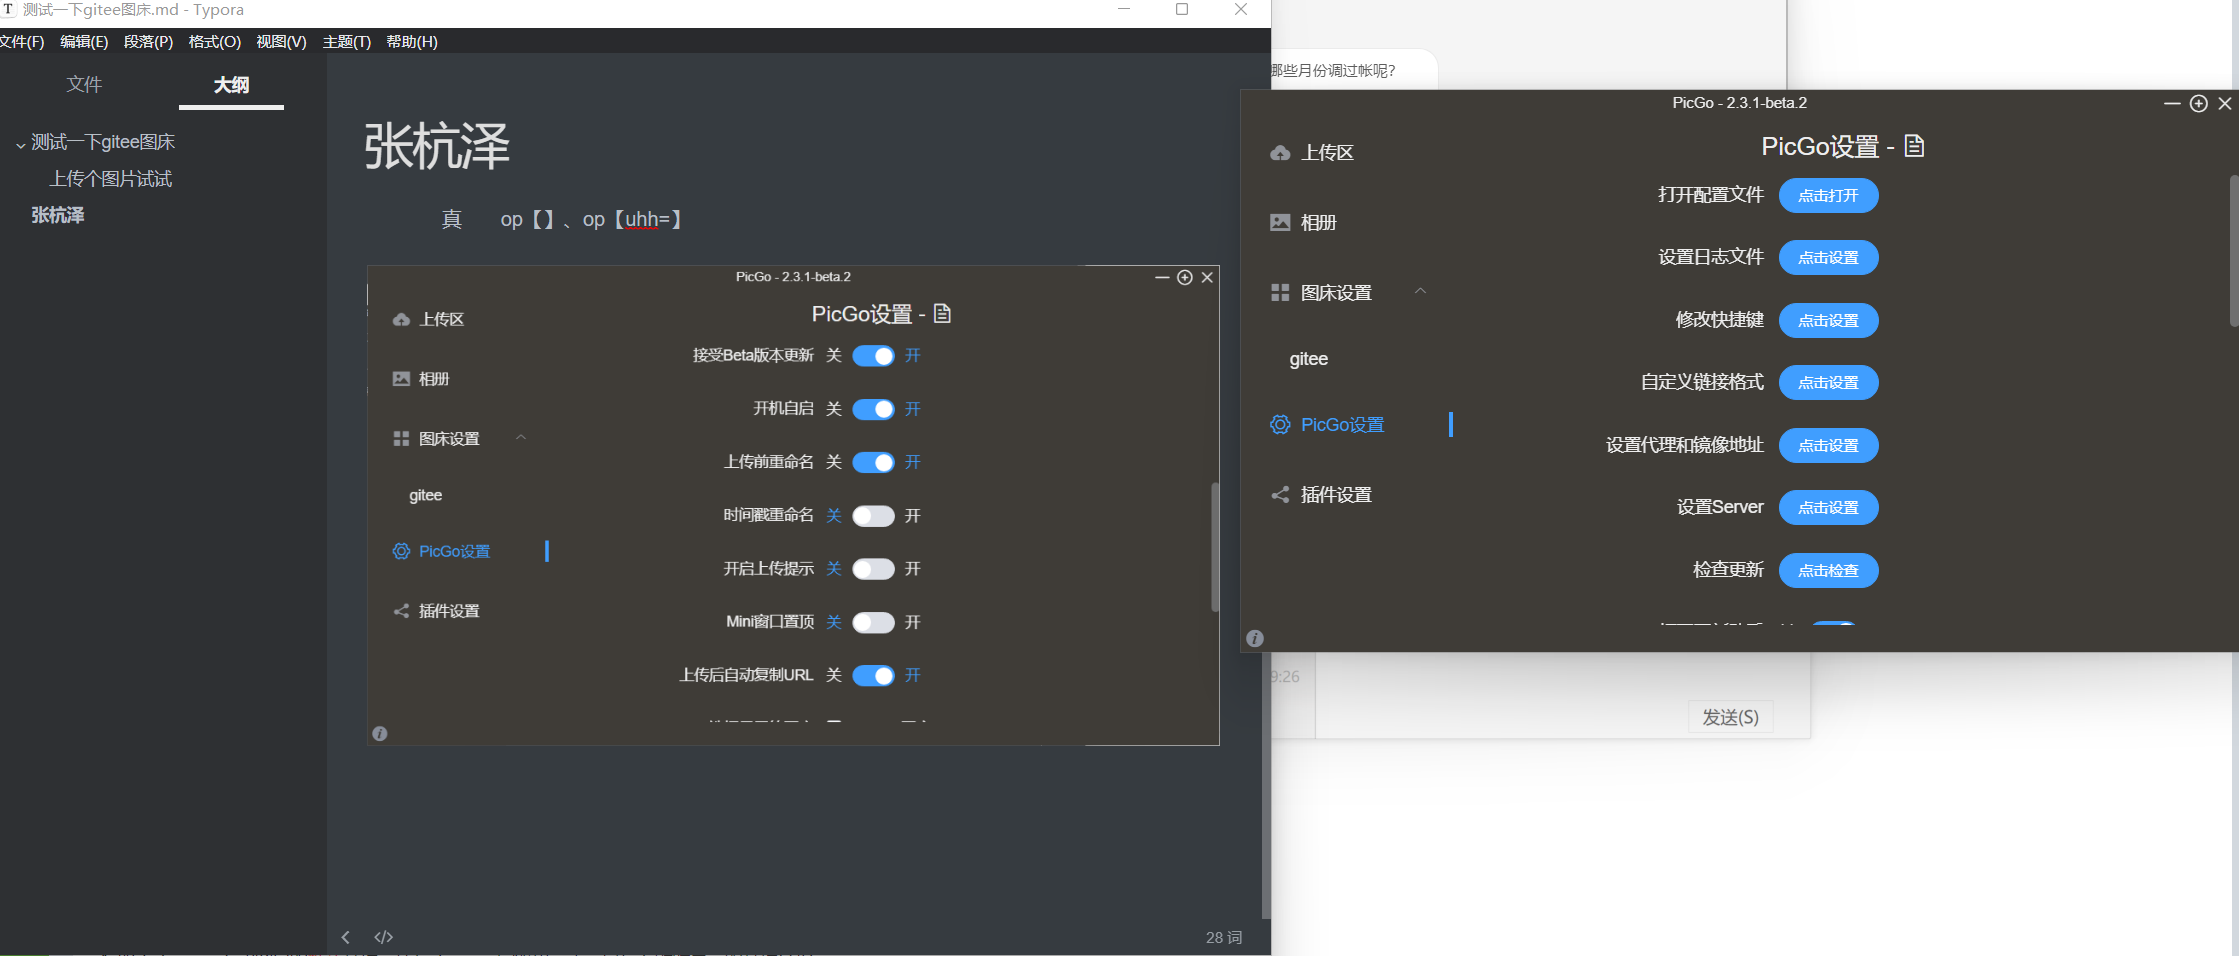 测试一下gitee图床.md - Typora
文件(F) 编辑(E) 段落(P) 格式(O) 视图(V) 主题(T) 帮助(H)
文件 大纲
测试一下gitee图床
上传个图片试试
张杭泽
张杭泽
真 op【】、op【uhh=】
PicGo - 2.3.1-beta.2
PicGo设置 -
上传区
相册
图床设置
gitee
PicGo设置
插件设置
接受Beta版本更新 关 开
开机自启 关 开
上传前重命名 关 开
时间戳重命名 关 开
开启上传提示 关 开
Mini窗口置顶 关 开
上传后自动复制URL 关 开
28 词
哪些月份调过帐呢?
PicGo - 2.3.1-beta.2
PicGo设置 -
上传区
相册
图床设置
gitee
PicGo设置
插件设置
打开配置文件 点击打开
设置日志文件 点击设置
修改快捷键 点击设置
自定义链接格式 点击设置
设置代理和镜像地址 点击设置
设置Server 点击设置
检查更新 点击检查
9:26
发送(S)